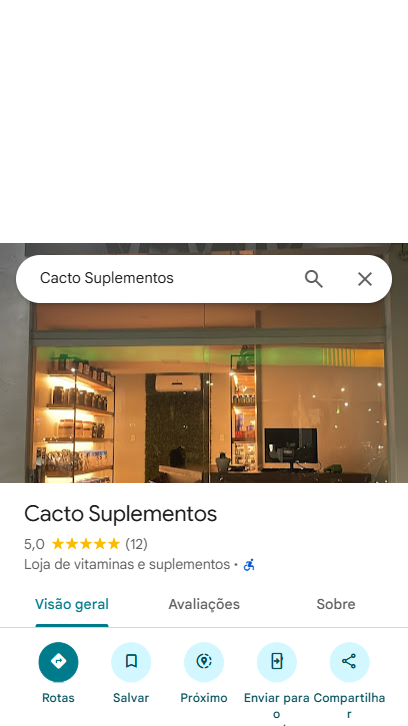 Cacto Suplementos
Cacto Suplementos
5,0 (12)
Loja de vitaminas e suplementos ·
Visão geral
Avaliações
Sobre
Rotas
Salvar
Próximo
Enviar para
o
Compartilha
r